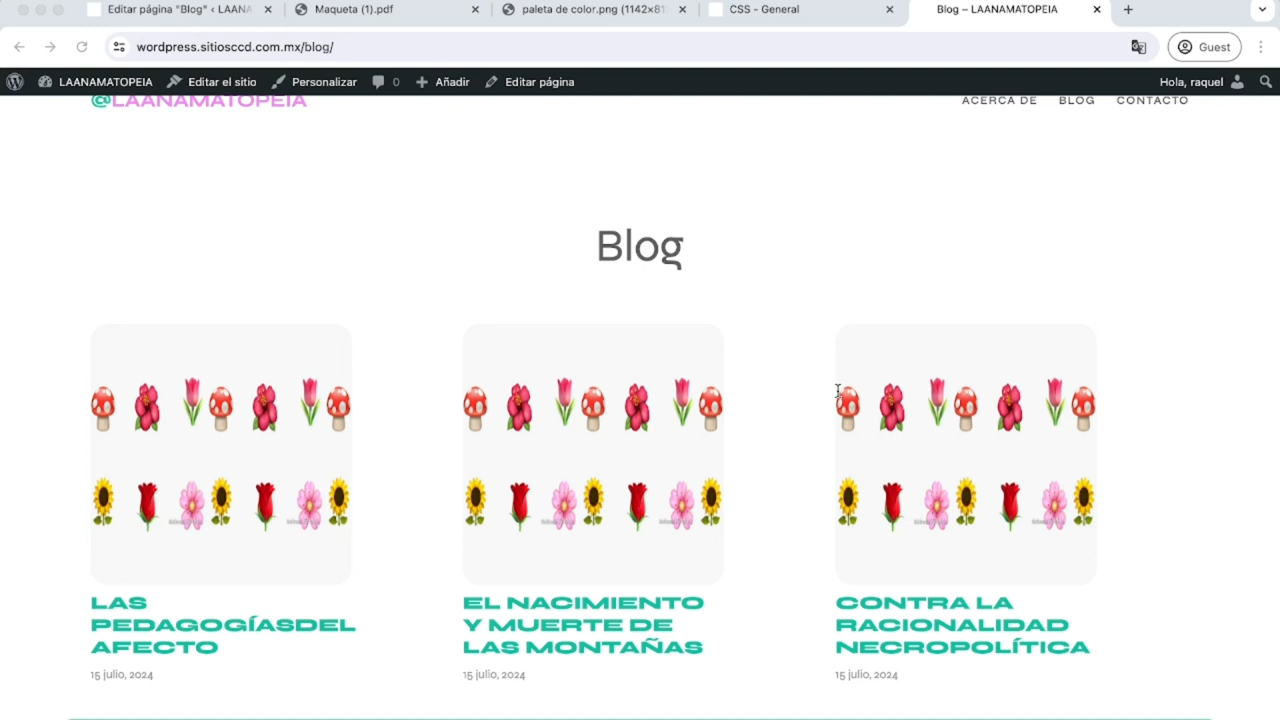 Editar página "Blog" ‹ LAANA
Maqueta (1).pdf
paleta de color.png (1142×81
CSS - General
Blog – LAANAMATOPEIA
wordpress.sitiosccd.com.mx/blog/
Guest
LAANAMATOPEIA
Editar el sitio
Personalizar
0
Añadir
Editar página
Hola, raquel
@LAANAMATOPEIA
ACERCA DE
BLOG
CONTACTO
Blog
LAS
PEDAGOGÍASDEL
AFECTO
15 julio, 2024
EL NACIMIENTO
Y MUERTE DE
LAS MONTAÑAS
15 julio, 2024
CONTRA LA
RACIONALIDAD
NECROPOLÍTICA
15 julio, 2024